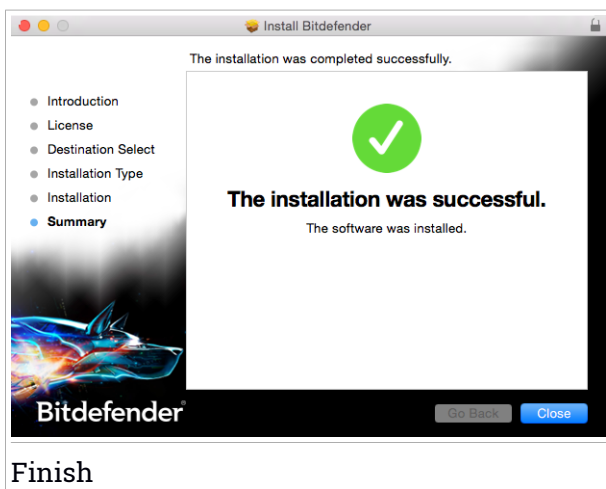 Install Bitdefender
The installation was completed successfully.
Introduction
License
Destination Select
Installation Type
Installation
Summary
The installation was successful.
The software was installed.
Bitdefender
Go Back
Close
Finish